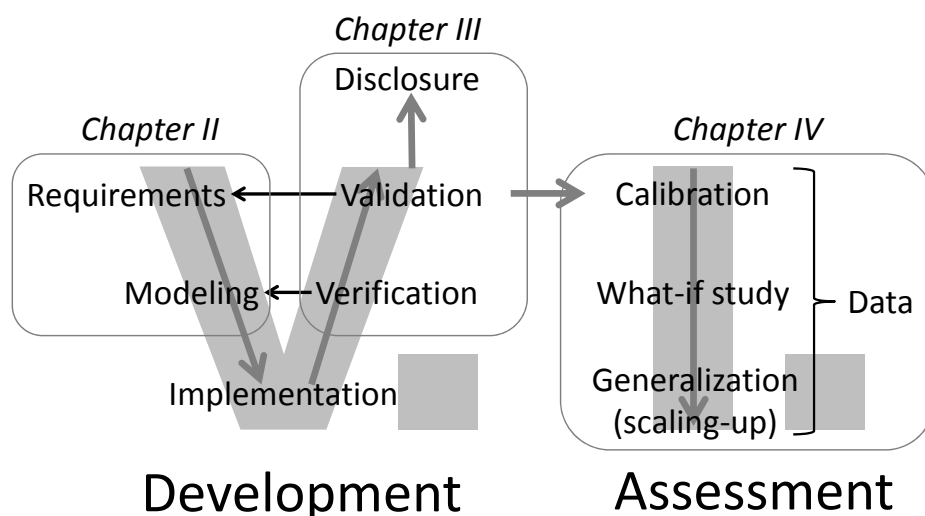 Chapter III
Disclosure
Chapter II
Chapter IV
Requirements
Validation
Calibration
Modeling
Verification
What-if study
Data
Implementation
Generalization
(scaling-up)
Development
Assessment